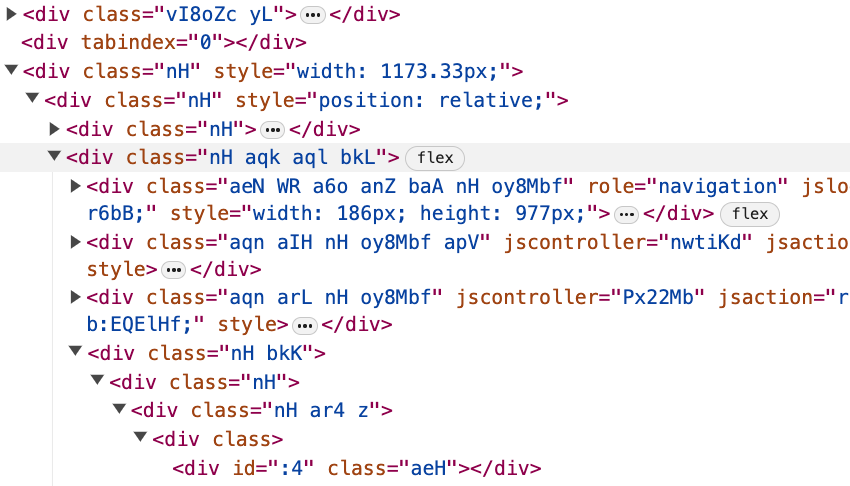 ▶<div class="vI8oZc yL">…</div>
<div tabindex="0"></div>
▼<div class="nH" style="width: 1173.33px;">
▼<div class="nH" style="position: relative;">
▶<div class="nH">…</div>
▼<div class="nH aqk aql bkL"> flex
▶<div class="aeN WR a6o anZ baA nH oy8Mbf" role="navigation" jslo
r6bB;" style="width: 186px; height: 977px;">…</div> flex
▶<div class="aqn aIH nH oy8Mbf apV" jscontroller="nwtiKd" jsactio
style>…</div>
▶<div class="aqn arL nH oy8Mbf" jscontroller="Px22Mb" jsaction="r
b:EQElHf;" style>…</div>
▼<div class="nH bkK">
▼<div class="nH">
▼<div class="nH ar4 z">
▼<div class>
<div id=":4" class="aeH"></div>